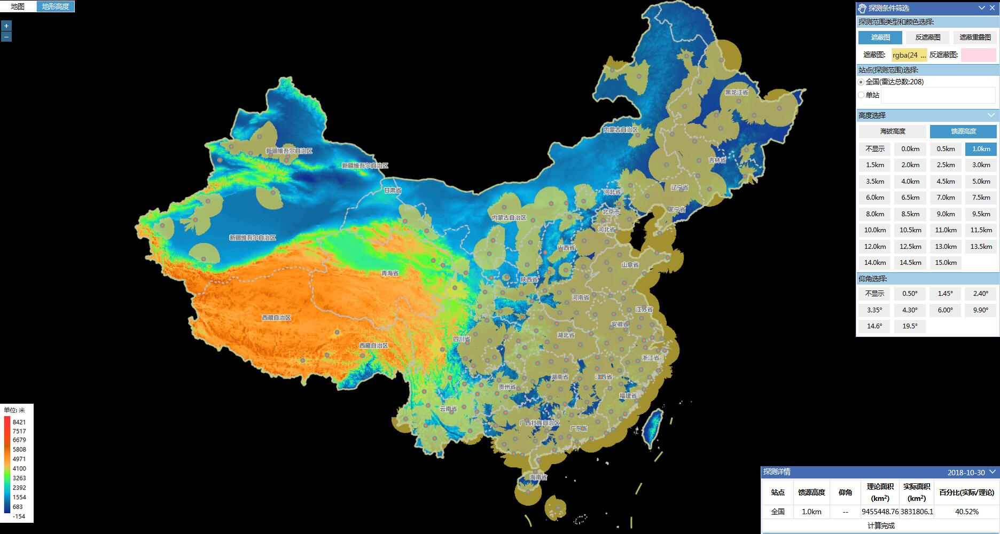 地图 地形高度
+
−
探测条件筛选
探测范围类型和颜色选择:
遮蔽图 反遮蔽图 遮蔽重叠图
遮蔽图: rgba(24 ... 反遮蔽图:
站点(探测范围)选择:
全国(雷达总数:208)
单站
高度选择
海拔高度 馈源高度
不显示 0.0km 0.5km 1.0km
1.5km 2.0km 2.5km 3.0km
3.5km 4.0km 4.5km 5.0km
6.0km 6.5km 7.0km 7.5km
8.0km 8.5km 9.0km 9.5km
10.0km 10.5km 11.0km 11.5km
12.0km 12.5km 13.0km 13.5km
14.0km 14.5km 15.0km
仰角选择:
不显示 0.50° 1.45° 2.40°
3.35° 4.30° 6.00° 9.90°
14.6° 19.5°
黑龙江省
内蒙古自治区
新疆维吾尔自治区
新疆维吾尔自治区
吉林省
甘肃省
河北省
辽宁省
北京市
辽宁省
内蒙古自治区
河北省
新疆维吾尔自治区
山西省
山东省
青海省
陕西省
河南省
江苏省
西藏自治区
安徽省
湖北省
四川省
西藏自治区
浙江省
湖南省
江西省
贵州省
福建省
云南省
广西壮族自治区
广东省
海南省
单位: 米
8421
7517
6679
5808
4971
4100
3263
2392
1554
683
-154
探测详情 2018-10-30
站点 馈源高度 仰角 理论面积(km²) 实际面积(km²) 百分比(实际/理论)
全国 1.0km -- 9455448.76 3831806.1 40.52%
计算完成